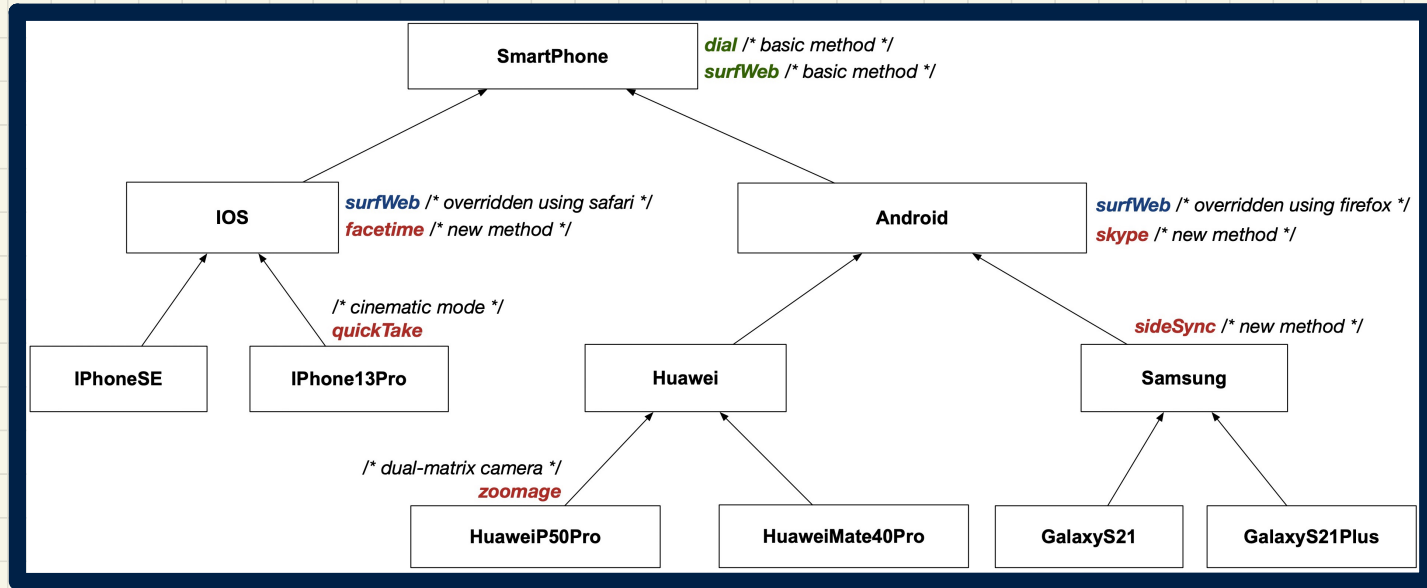 SmartPhone
dial /* basic method */
surfWeb /* basic method */
IOS
surfWeb /* overridden using safari */
facetime /* new method */
Android
surfWeb /* overridden using firefox */
skype /* new method */
/* cinematic mode */
quickTake
sideSync /* new method */
IPhoneSE
IPhone13Pro
Huawei
Samsung
/* dual-matrix camera */
zoomage
HuaweiP50Pro
HuaweiMate40Pro
GalaxyS21
GalaxyS21Plus